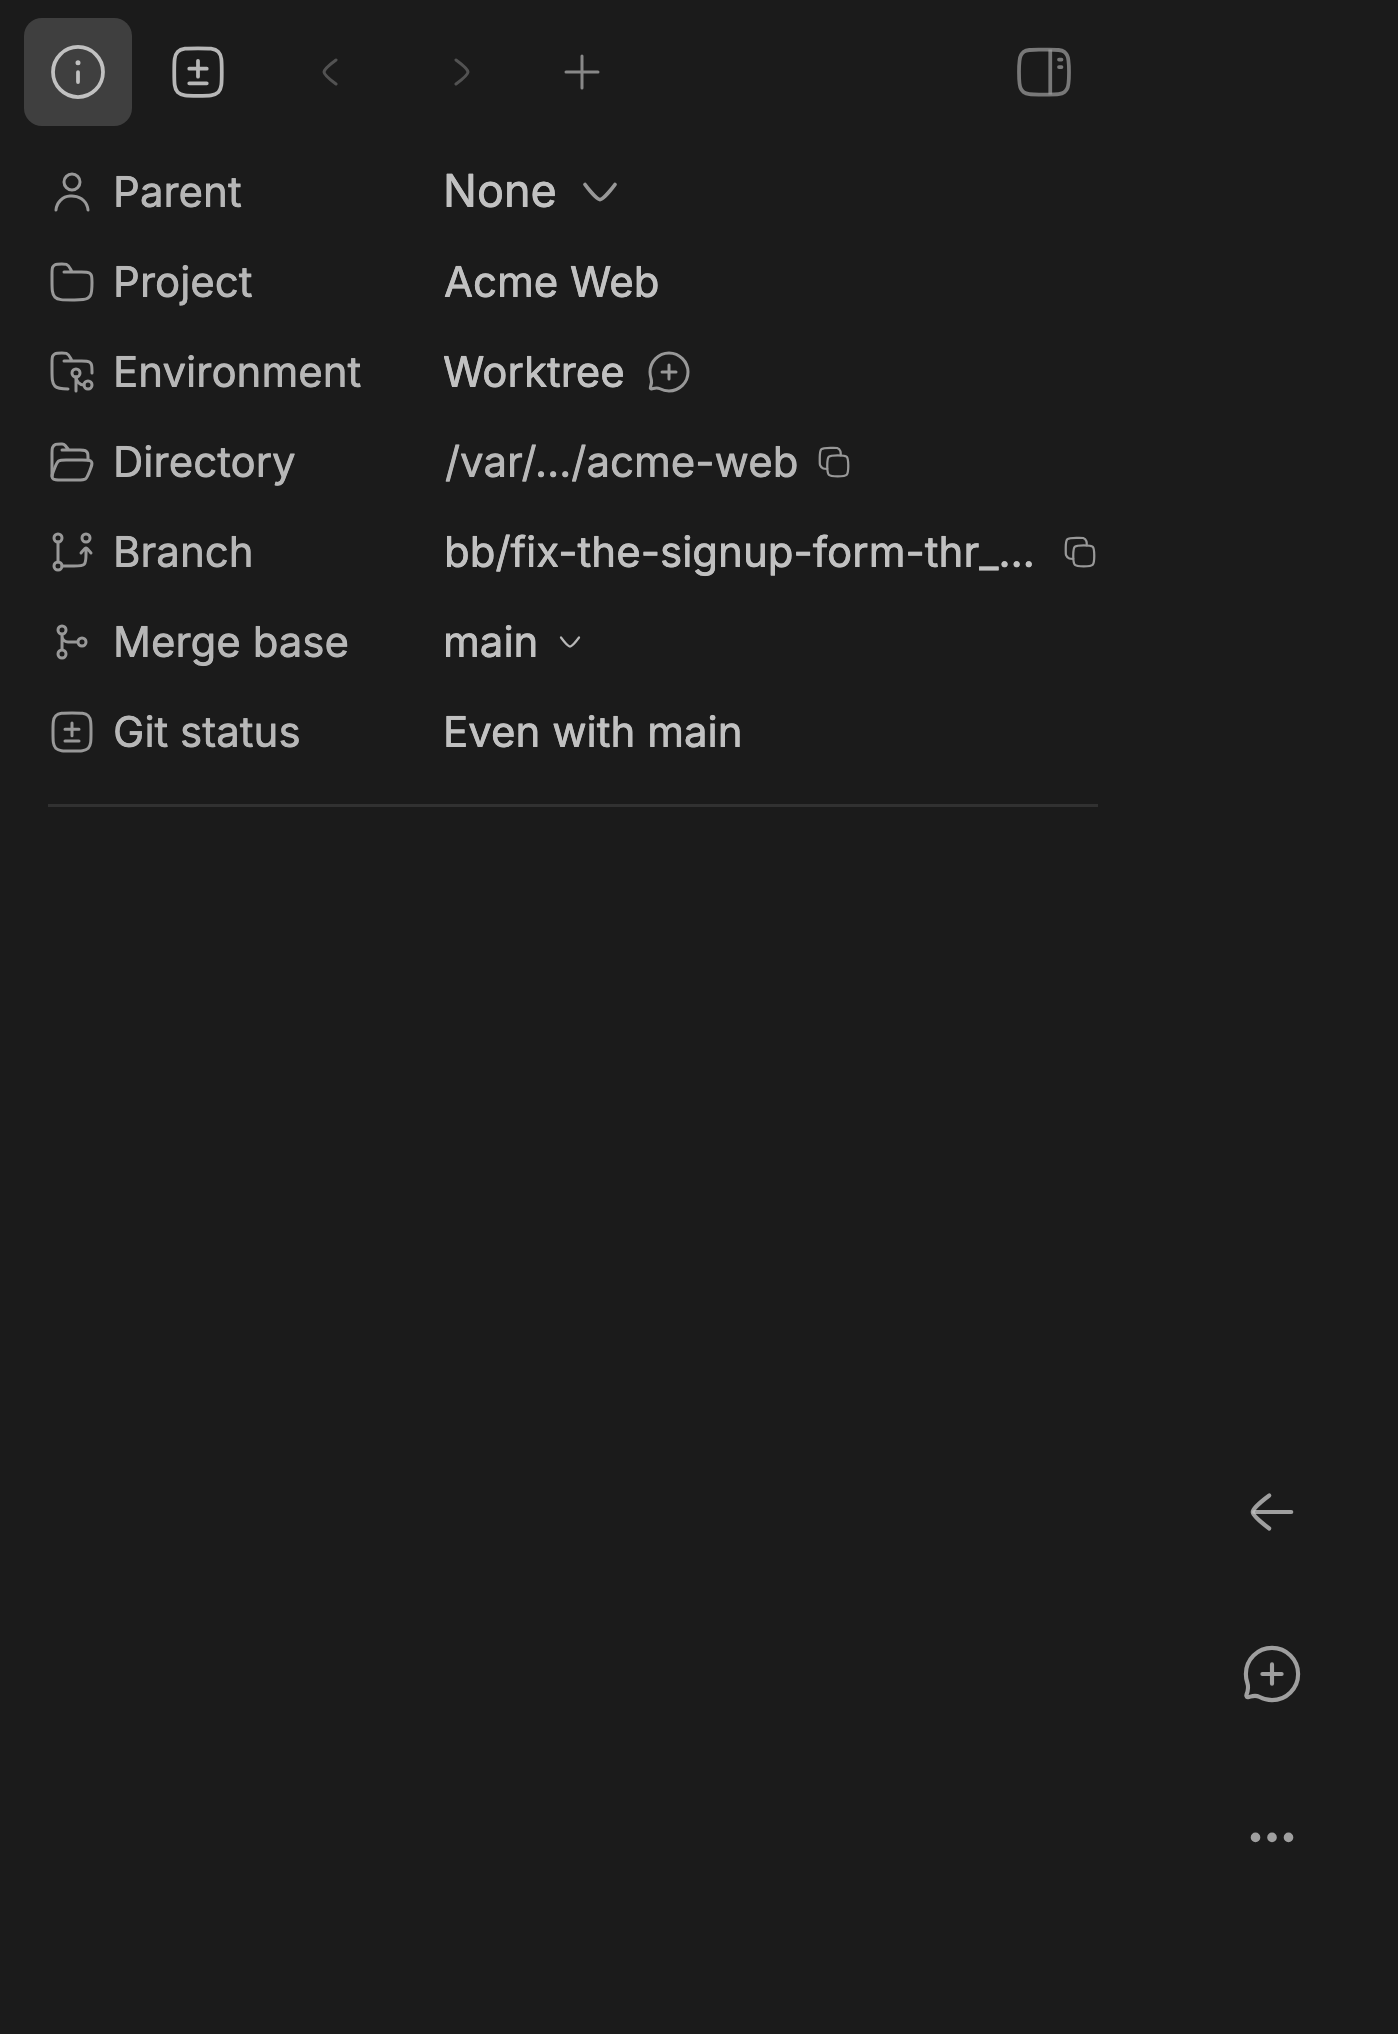 Parent None
Project Acme Web
Environment Worktree
Directory /var/.../acme-web
Branch bb/fix-the-signup-form-thr_...
Merge base main
Git status Even with main